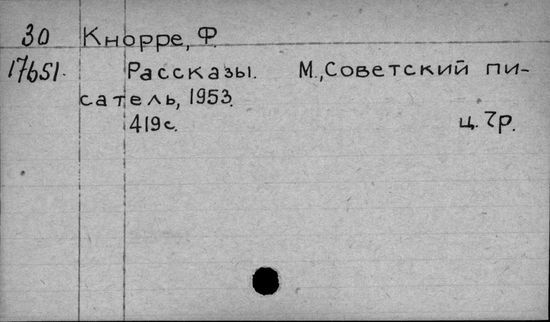 30 Кнорре, Ф.
17651. Рассказы. М., Советский пи-
сатель, 1953.
419с. ц. 7р.